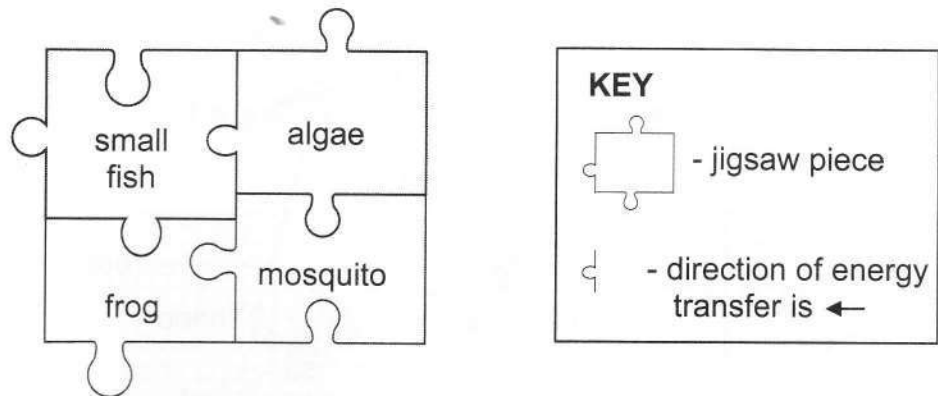 small
fish
algae
frog
mosquito
KEY
- jigsaw piece
- direction of energy
transfer is ←